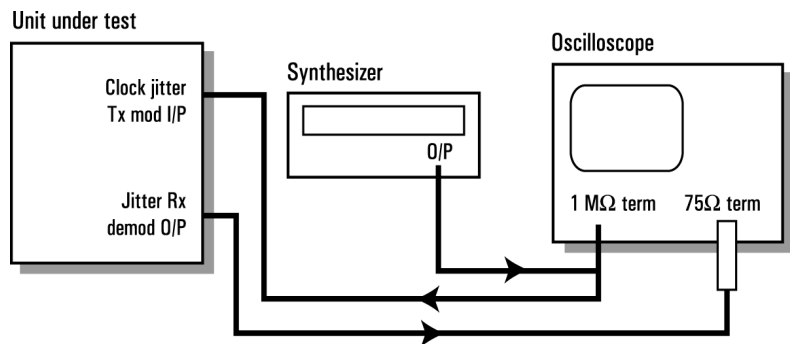 Unit under test
Clock jitter
Tx mod I/P
Jitter Rx
demod O/P
Synthesizer
O/P
Oscilloscope
1 MΩ term
75Ω term